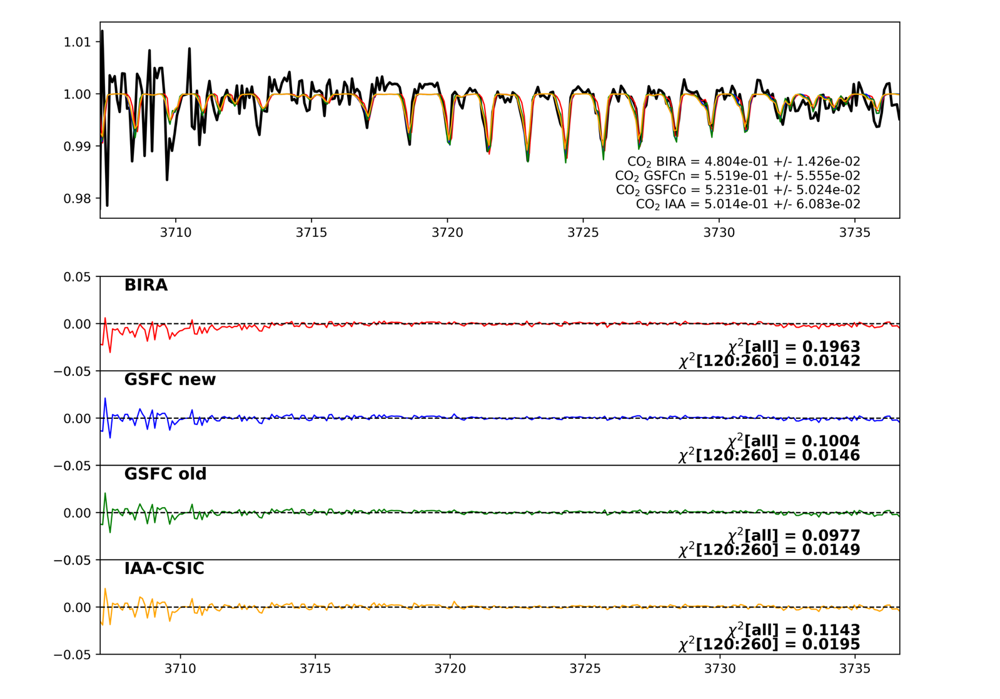 1.01
1.00
0.99
0.98
CO₂ BIRA = 4.804e-01 +/- 1.426e-02
CO₂ GSFCn = 5.519e-01 +/- 5.555e-02
CO₂ GSFCo = 5.231e-01 +/- 5.024e-02
CO₂ IAA = 5.014e-01 +/- 6.083e-02
3710 3715 3720 3725 3730 3735
0.05
BIRA
0.00
χ²[all] = 0.1963
χ²[120:260] = 0.0142
−0.05
GSFC new
0.00
χ²[all] = 0.1004
χ²[120:260] = 0.0146
−0.05
GSFC old
0.00
χ²[all] = 0.0977
χ²[120:260] = 0.0149
−0.05
IAA-CSIC
0.00
χ²[all] = 0.1143
χ²[120:260] = 0.0195
−0.05
3710 3715 3720 3725 3730 3735